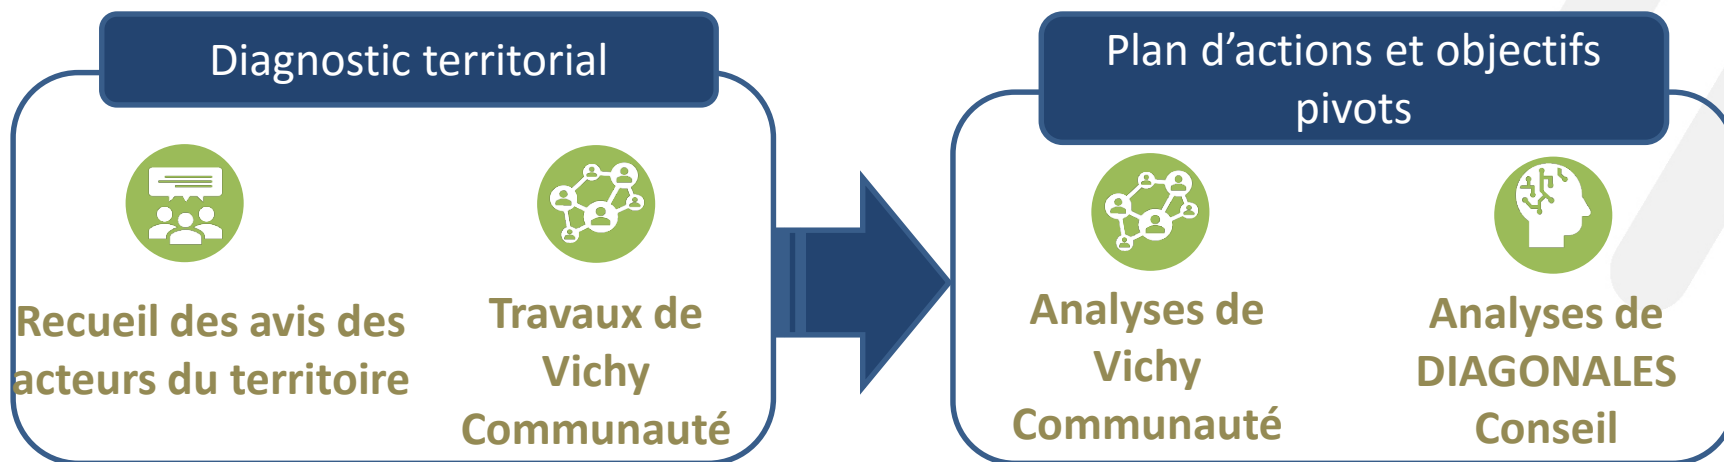 Diagnostic territorial
Recueil des avis des
acteurs du territoire
Travaux de
Vichy
Communauté
Plan d’actions et objectifs
pivots
Analyses de
Vichy
Communauté
Analyses de
DIAGONALES
Conseil